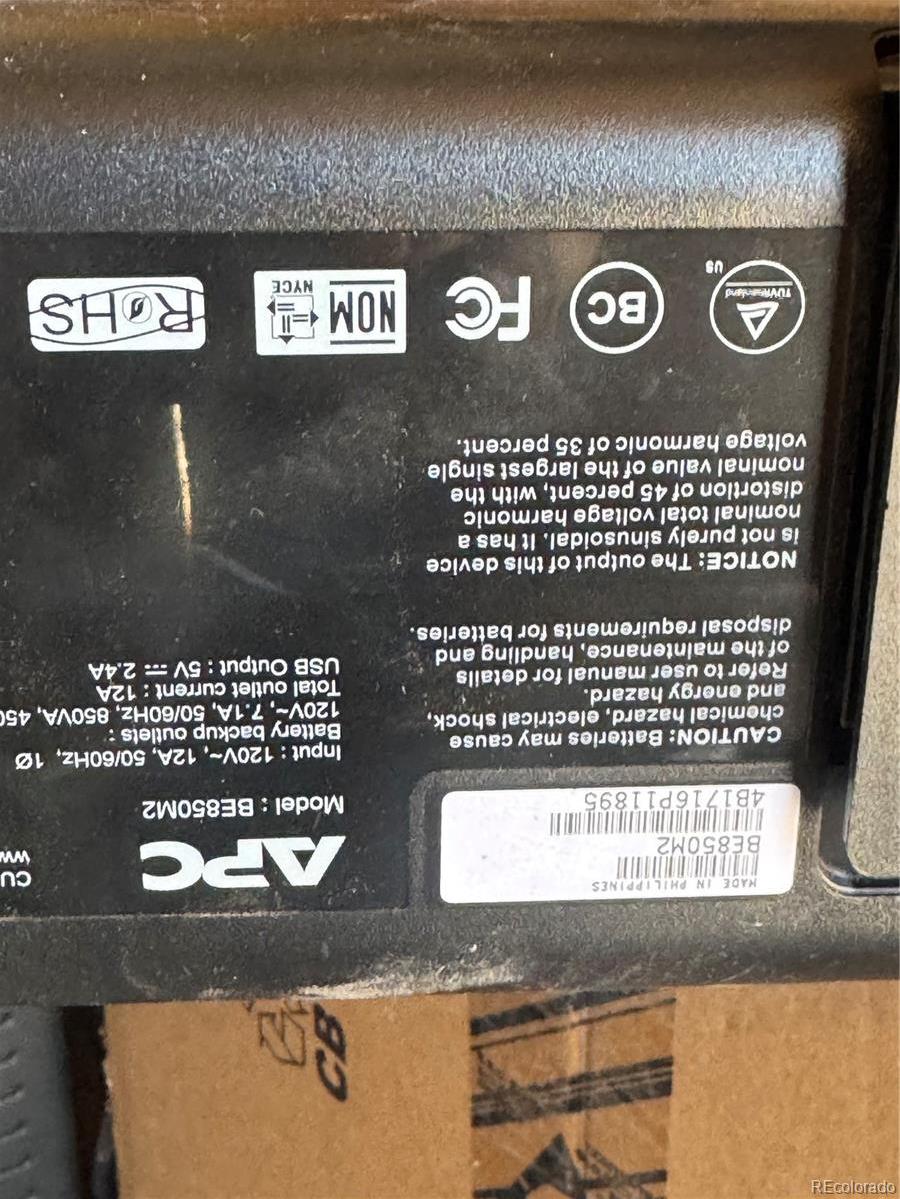 MADE IN PHILIPPINES
BE850M2
4B1716P11895
APC
Model : BE850M2
Input : 120V~, 12A, 50/60Hz, 1Ø
Battery backup outlets :
120V~, 7.1A, 50/60Hz, 850VA, 450
Total outlet current : 12A
USB Output : 5V ⎓ 2.4A
CU
ww
CAUTION: Batteries may cause
chemical hazard, electrical shock,
and energy hazard.
Refer to user manual for details
of the maintenance, handling and
disposal requirements for batteries.
NOTICE: The output of this device
is not purely sinusoidal. It has a
nominal total voltage harmonic
distortion of 45 percent, with the
nominal value of the largest single
voltage harmonic of 35 percent.
TÜVRheinland
US
BC
FC
NOM
NYCE
RoHS
CB
REcolorado